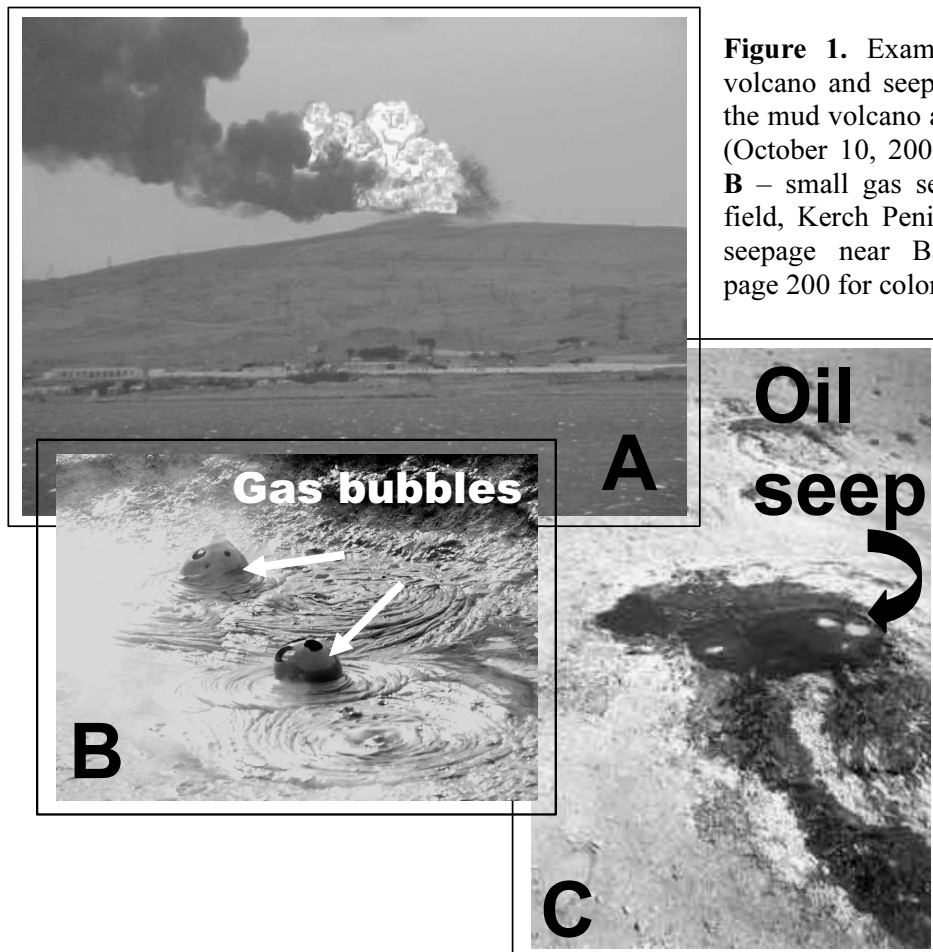 Figure 1. Exam
volcano and seep
the mud volcano a
(October 10, 200
B – small gas se
field, Kerch Peni
seepage near B
page 200 for color
A
Gas bubbles
B
Oil
seep
C